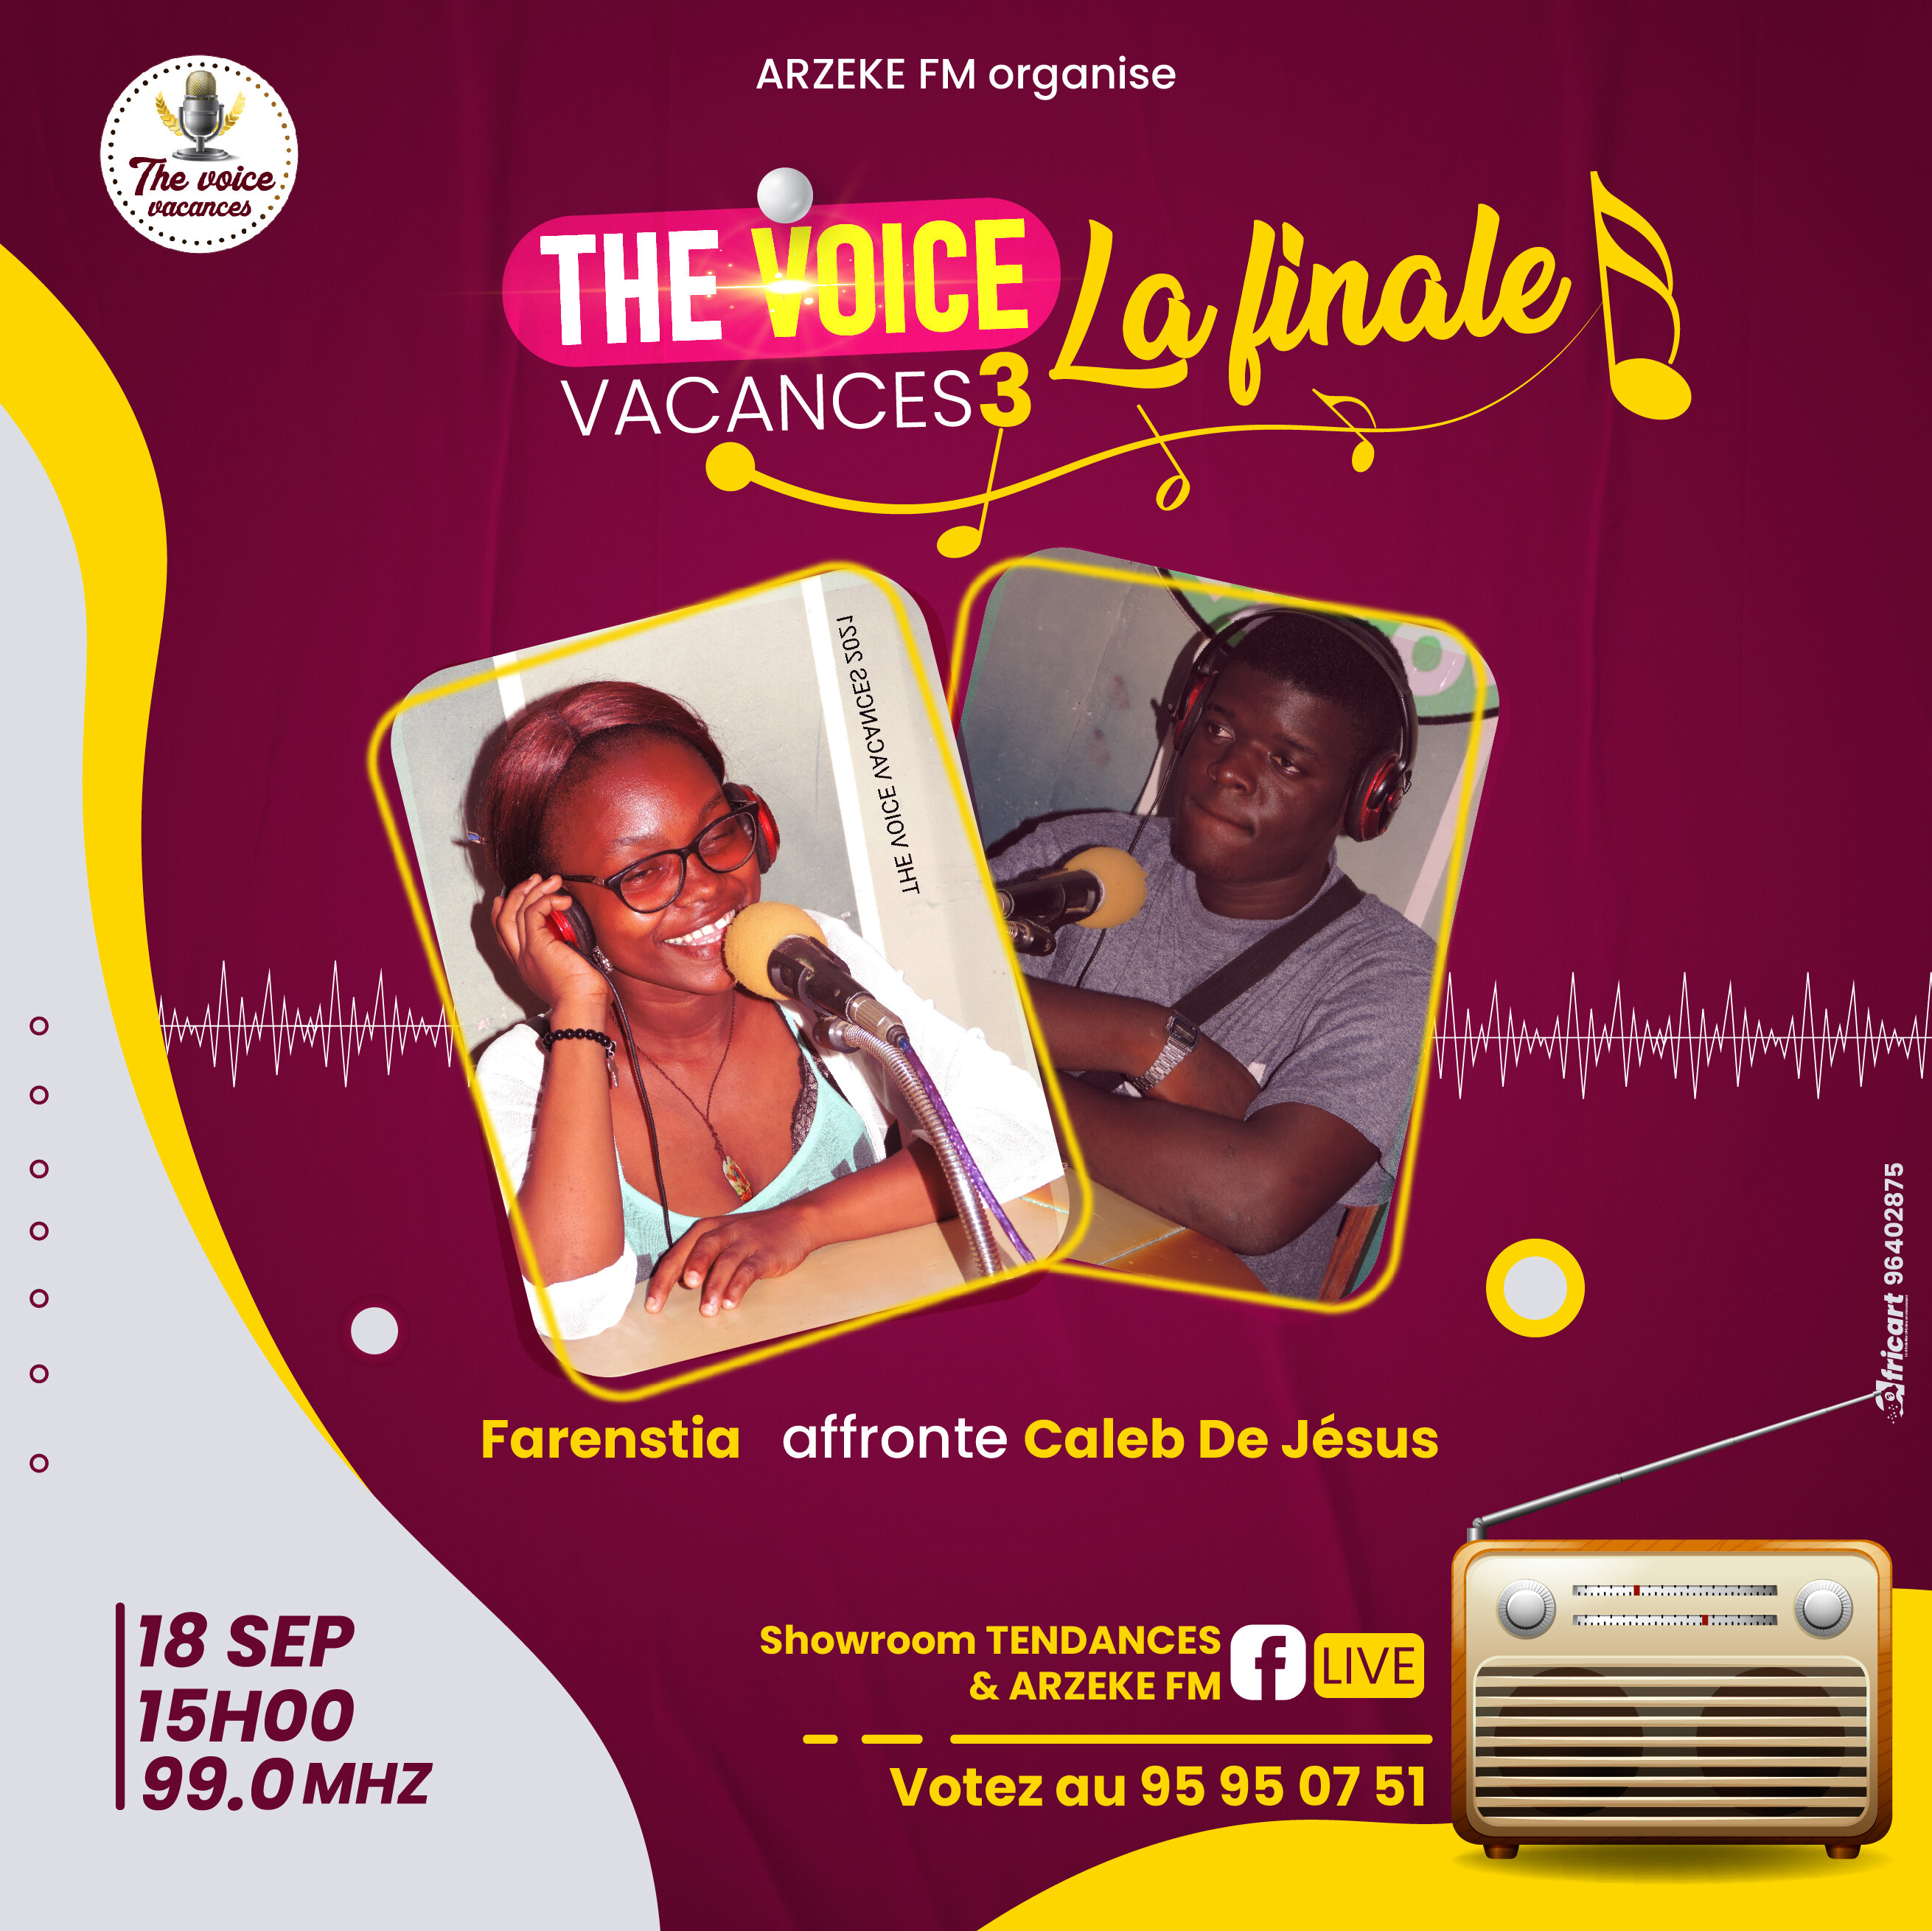 ARZEKE FM organise
The voice
vacances
THE VOICE
La finale
VACANCES 3
THE VOICE VACANCES 2021
Farenstia affronte Caleb De Jésus
africart 96402875
18 SEP
15H00
99.0 MHZ
Showroom TENDANCES
& ARZEKE FM
f LIVE
Votez au 95 95 07 51